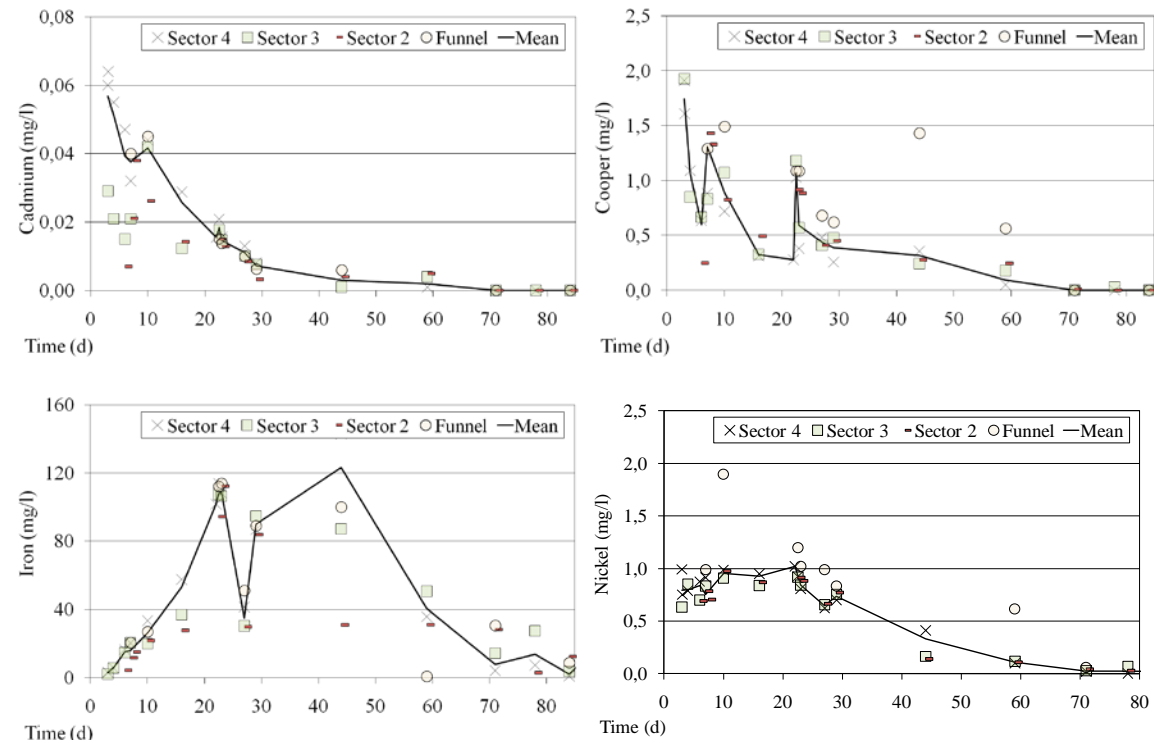 0,08
0,06
0,04
0,02
0,00
Cadmium (mg/l)
Sector 4 Sector 3 Sector 2 Funnel Mean
0 10 20 30 40 50 60 70 80
Time (d)
2,5
2,0
1,5
1,0
0,5
0,0
Cooper (mg/l)
Sector 4 Sector 3 Sector 2 Funnel Mean
0 10 20 30 40 50 60 70 80
Time (d)
160
120
80
40
0
Iron (mg/l)
Sector 4 Sector 3 Sector 2 Funnel Mean
0 10 20 30 40 50 60 70 80
Time (d)
2,5
2,0
1,5
1,0
0,5
0,0
Nickel (mg/l)
Sector 4 Sector 3 Sector 2 Funnel Mean
0 10 20 30 40 50 60 70 80
Time (d)